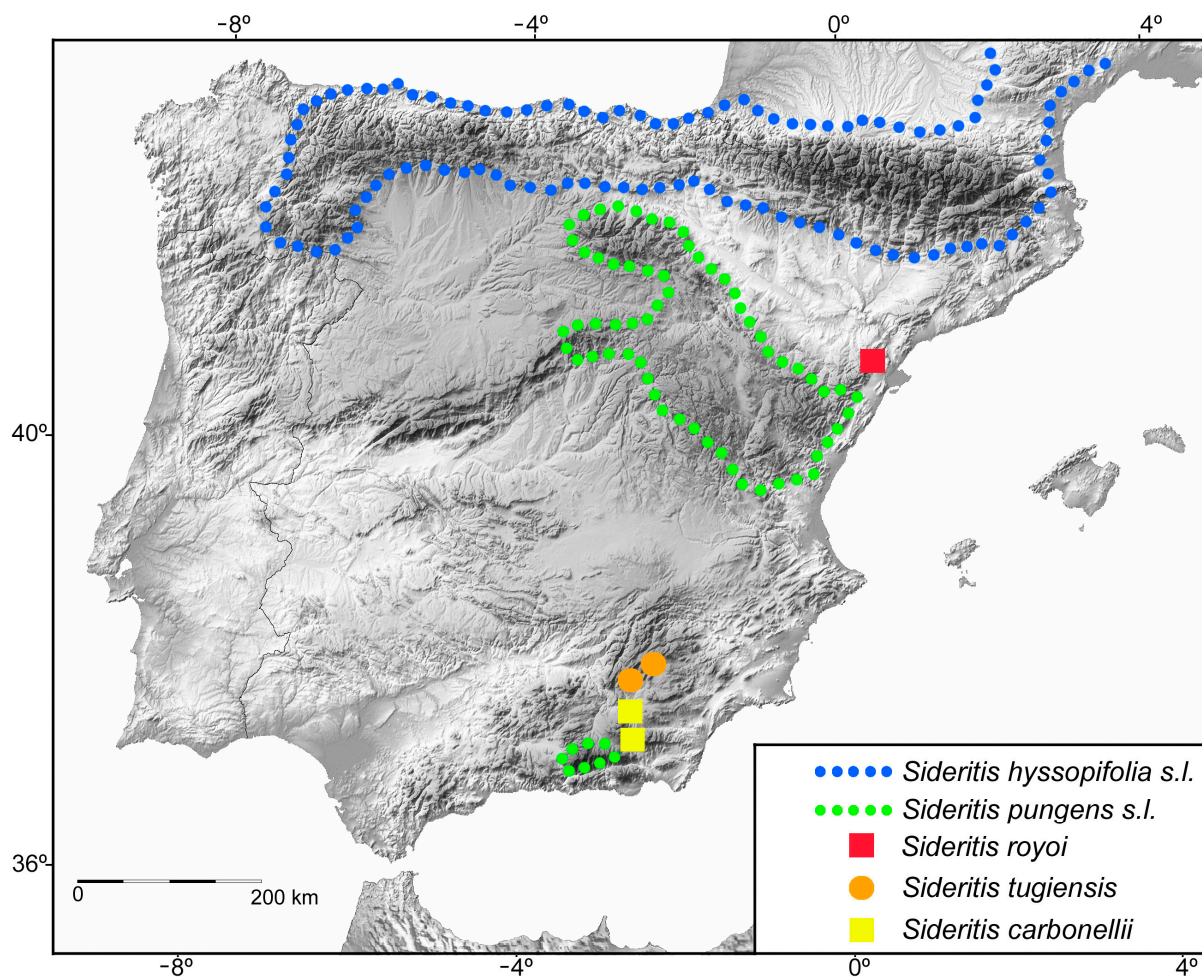 −8º −4º 0º 4º
40º
36º
0 200 km
Sideritis hyssopifolia s.l.
Sideritis pungens s.l.
Sideritis royoi
Sideritis tugiensis
Sideritis carbonellii
−8º −4º 0º 4º